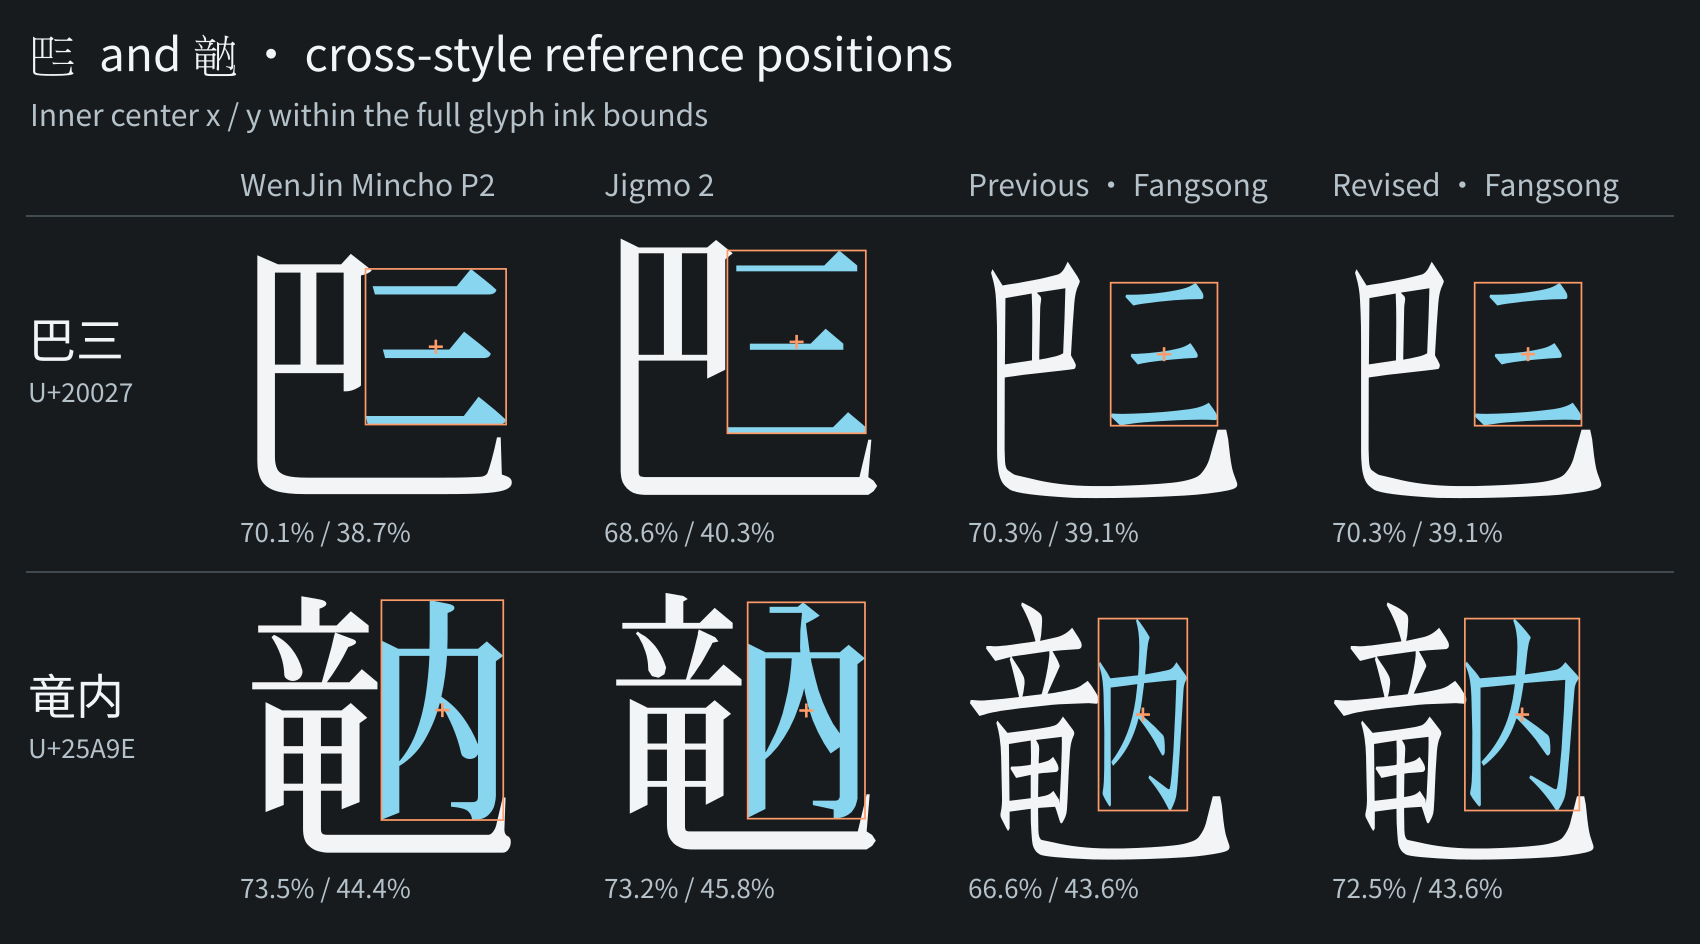 𠀧 and 𥪞 · cross-style reference positions
Inner center x / y within the full glyph ink bounds
WenJin Mincho P2 Jigmo 2 Previous · Fangsong Revised · Fangsong
巴三
U+20027
𠀧 𠀧 𠀧 𠀧
70.1% / 38.7% 68.6% / 40.3% 70.3% / 39.1% 70.3% / 39.1%
竜内
U+25A9E
𥪞 𥪞 𥪞 𥪞
73.5% / 44.4% 73.2% / 45.8% 66.6% / 43.6% 72.5% / 43.6%